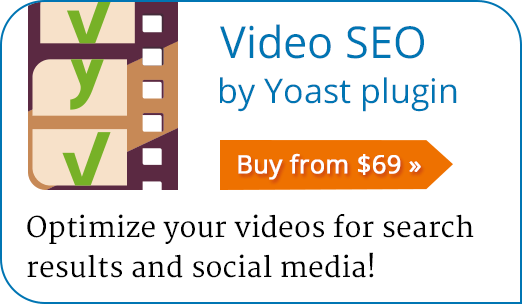 Video SEO
by Yoast plugin
Buy from $69 »
Optimize your videos for search
results and social media!